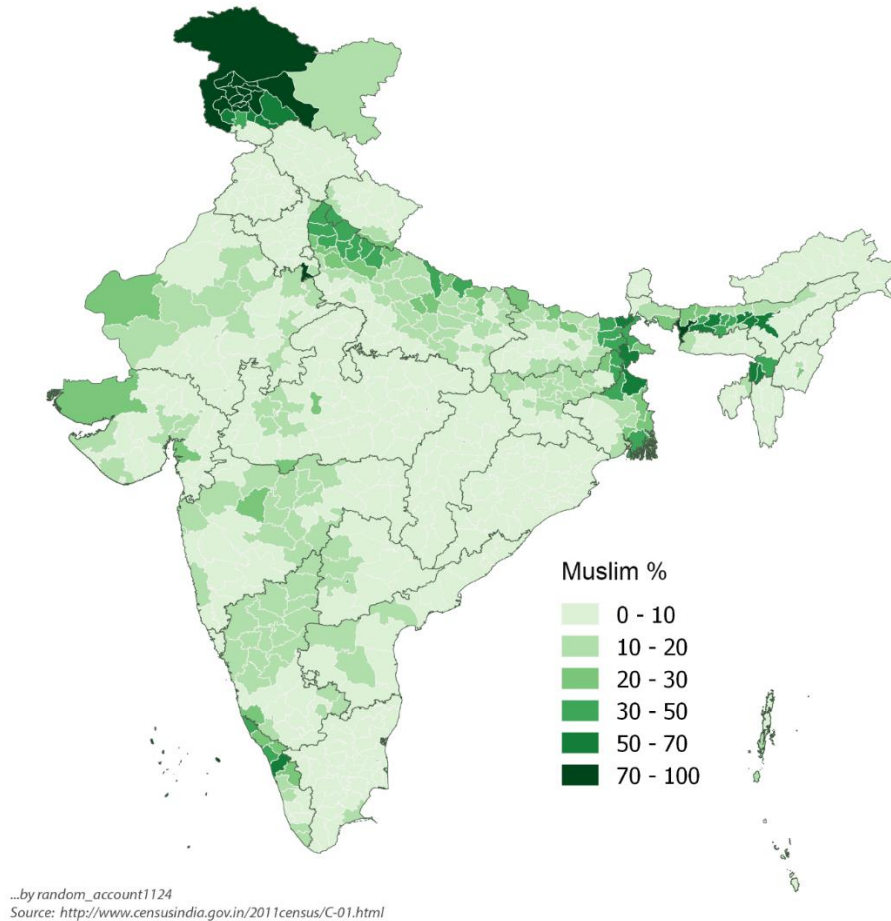 Muslim %
0 - 10
10 - 20
20 - 30
30 - 50
50 - 70
70 - 100
...by random_account1124
Source: http://www.censusindia.gov.in/2011census/C-01.html